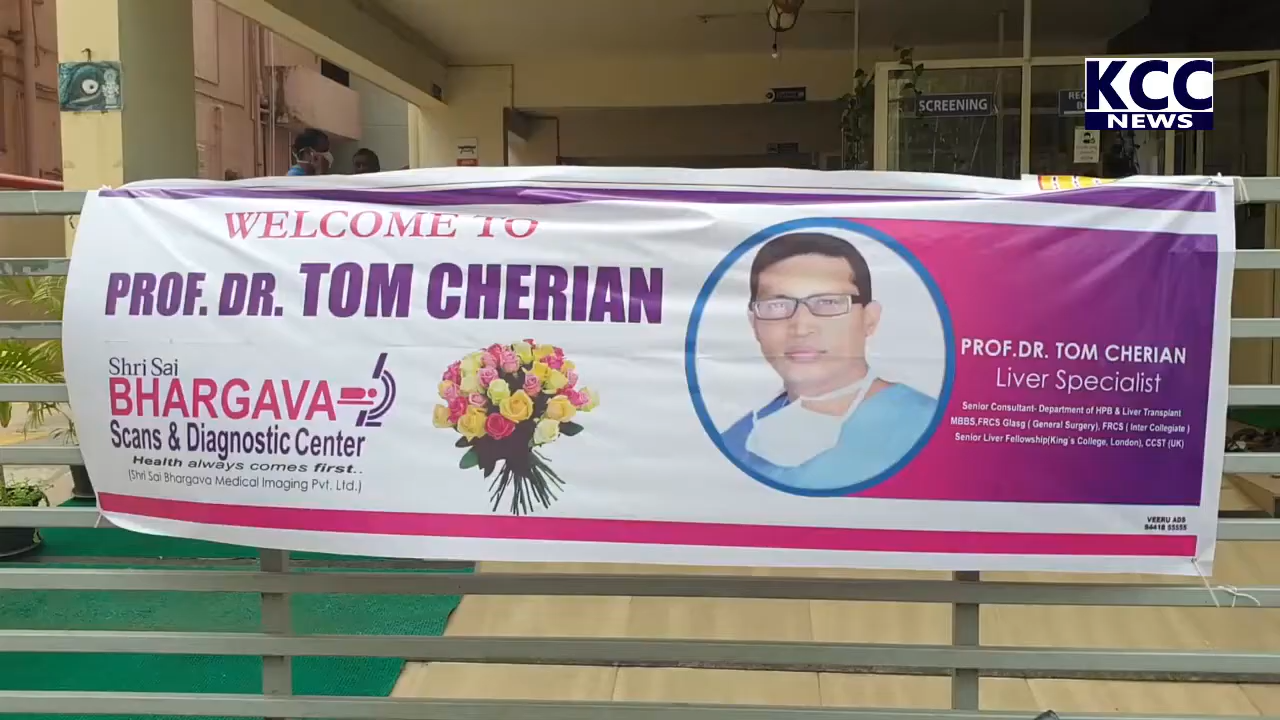 KCC
NEWS
SCREENING
WELCOME TO
PROF. DR. TOM CHERIAN
Shri Sai
BHARGAVA
Scans & Diagnostic Center
Health always comes first..
(Shri Sai Bhargava Medical Imaging Pvt. Ltd.)
PROF.DR. TOM CHERIAN
Liver Specialist
Senior Consultant- Department of HPB & Liver Transplant
MBBS,FRCS Glasg ( General Surgery), FRCS ( Inter Collegiate )
Senior Liver Fellowship(King's College, London), CCST (UK)
VEERU ADS